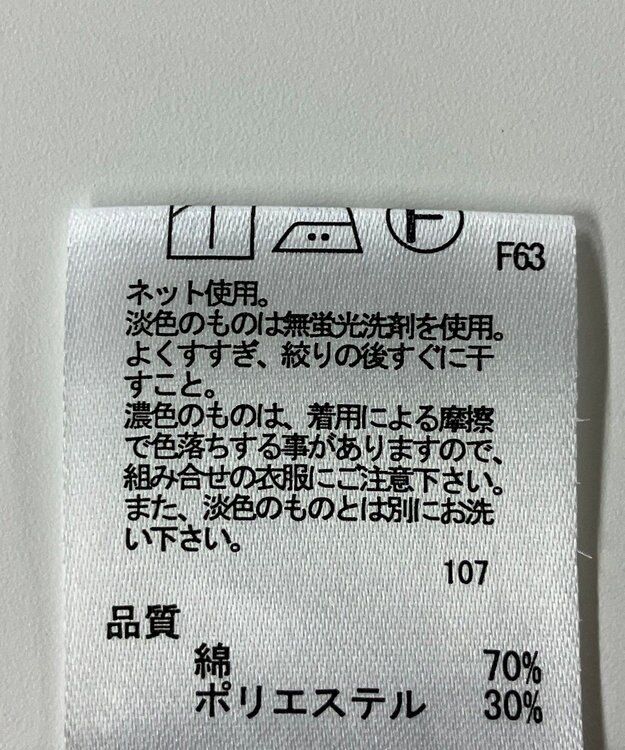 F63
ネット使用。
淡色のものは無蛍光洗剤を使用。
よくすすぎ、絞りの後すぐに干
すこと。
濃色のものは、着用による摩擦
で色落ちする事がありますので、
組み合せの衣服にご注意下さい。
また、淡色のものとは別にお洗
い下さい。
107
品質
綿 70%
ポリエステル 30%